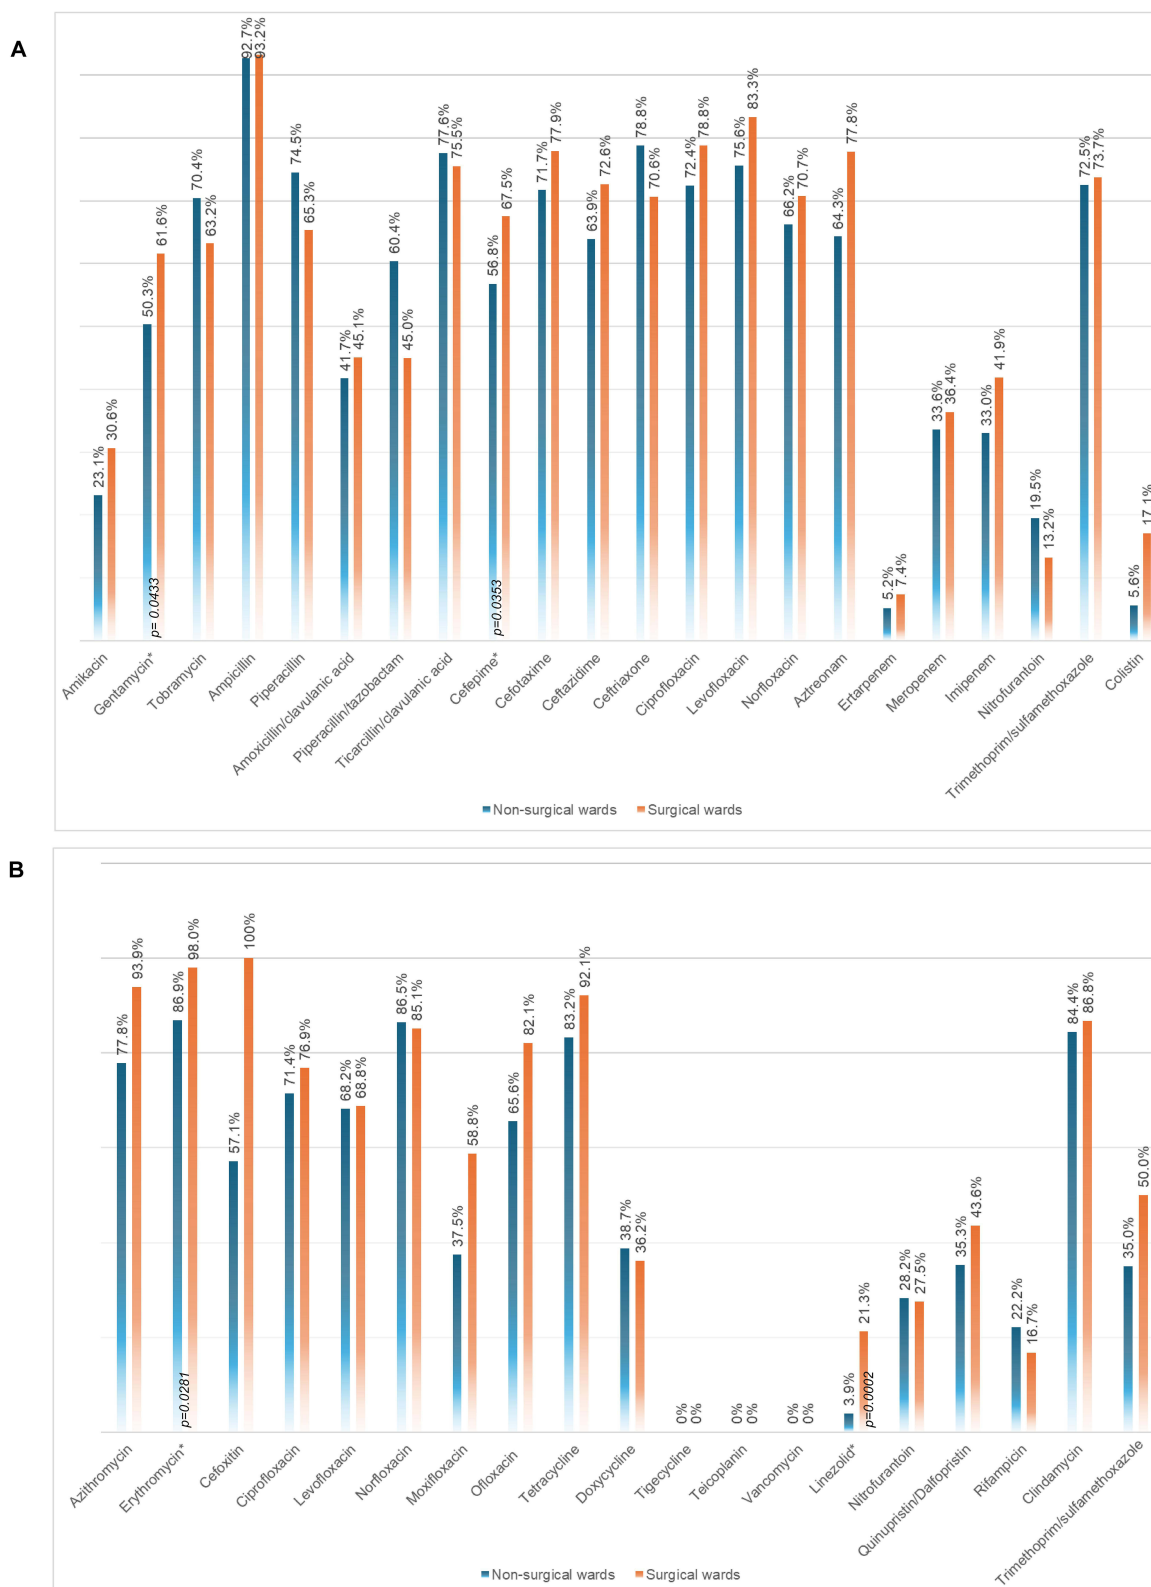 A
23.1%
30.6%
50.3%
61.6%
70.4%
63.2%
92.7%
93.2%
74.5%
65.3%
41.7%
45.1%
60.4%
45.0%
77.6%
75.5%
56.8%
67.5%
71.7%
77.9%
63.9%
72.6%
78.8%
70.6%
72.4%
78.8%
75.6%
83.3%
66.2%
70.7%
64.3%
77.8%
5.2%
7.4%
33.6%
36.4%
33.0%
41.9%
19.5%
13.2%
72.5%
73.7%
5.6%
17.1%
p= 0.0433
p=0.0353
Amikacin
Gentamycin*
Tobramycin
Ampicillin
Piperacillin
Amoxicillin/clavulanic acid
Piperacillin/tazobactam
Ticarcillin/clavulanic acid
Cefepime*
Cefotaxime
Ceftazidime
Ceftriaxone
Ciprofloxacin
Levofloxacin
Norfloxacin
Aztreonam
Ertarpenem
Meropenem
Imipenem
Nitrofurantoin
Trimethoprim/sulfamethoxazole
Colistin
Non-surgical wards
Surgical wards
B
77.8%
93.9%
86.9%
98.0%
57.1%
100%
71.4%
76.9%
68.2%
68.8%
86.5%
85.1%
37.5%
58.8%
65.6%
82.1%
83.2%
92.1%
38.7%
36.2%
0%
0%
0%
0%
0%
0%
3.9%
21.3%
28.2%
27.5%
35.3%
43.6%
22.2%
16.7%
84.4%
86.8%
35.0%
50.0%
p=0.0281
p=0.0002
Azithromycin
Erythromycin*
Cefoxitin
Ciprofloxacin
Levofloxacin
Norfloxacin
Moxifloxacin
Ofloxacin
Tetracycline
Doxycycline
Tigecycline
Teicoplanin
Vancomycin
Linezolid*
Nitrofurantoin
Quinupristin/Dalfopristin
Rifampicin
Clindamycin
Trimethoprim/sulfamethoxazole
Non-surgical wards
Surgical wards